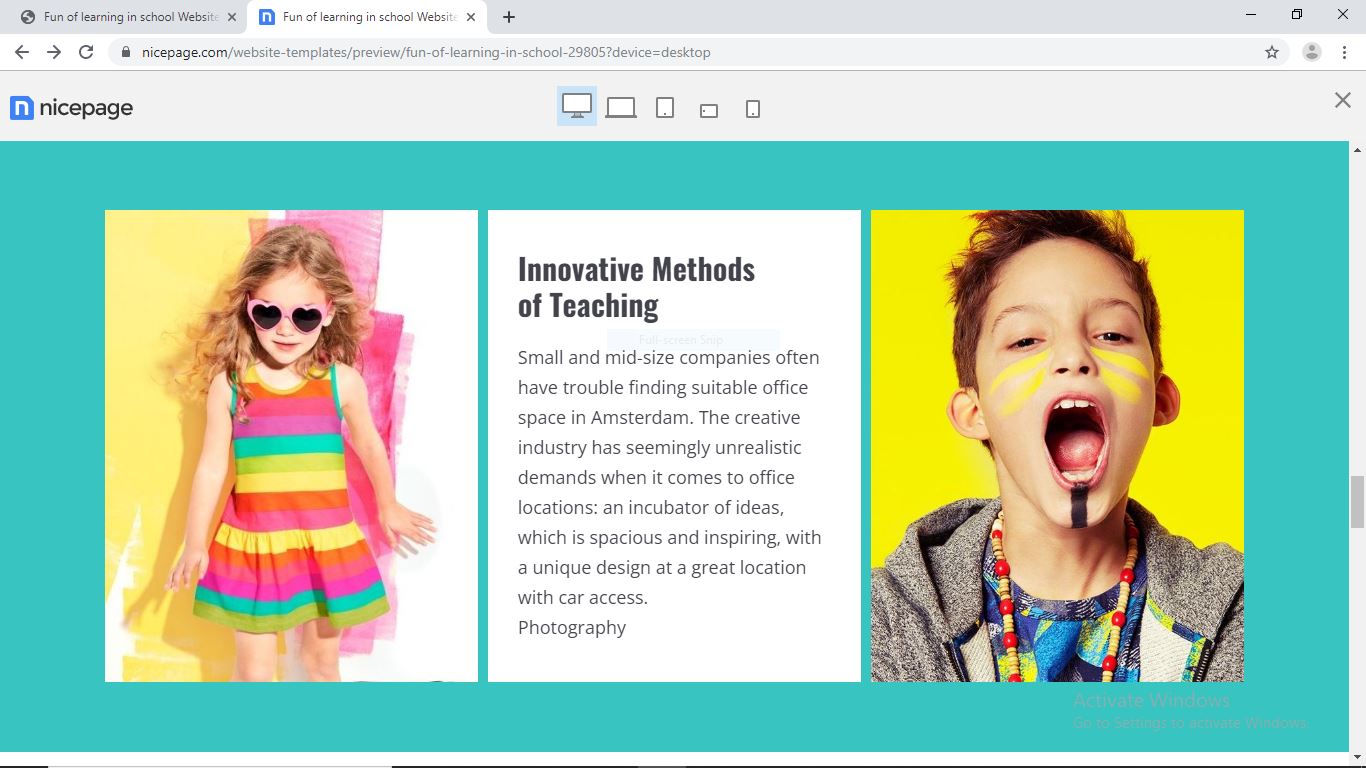 Fun of learning in school Website
Fun of learning in school Website
nicepage.com/website-templates/preview/fun-of-learning-in-school-29805?device=desktop
nicepage
Innovative Methods
of Teaching
Full-screen Snip
Small and mid-size companies often
have trouble finding suitable office
space in Amsterdam. The creative
industry has seemingly unrealistic
demands when it comes to office
locations: an incubator of ideas,
which is spacious and inspiring, with
a unique design at a great location
with car access.
Photography
Activate Windows
Go to Settings to activate Windows.